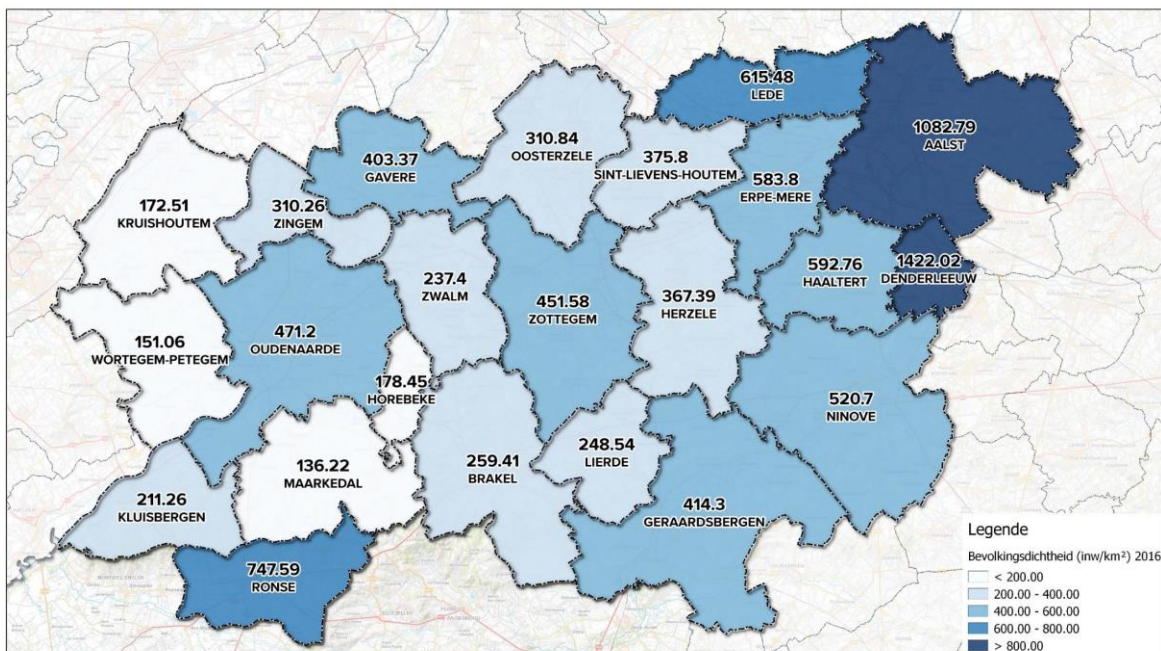 615.48
LEDE
1082.79
AALST
310.84
OOSTERZELE
375.8
SINT-LIEVENS-HOUTEM
403.37
GAVERE
583.8
ERPE-MERE
172.51
KRUISHOUTEM
310.26
ZINGEM
237.4
ZWALM
451.58
ZOTTEGEM
367.39
HERZELE
592.76
HAALTERT
1422.02
DENDERLEEUW
151.06
WORTEGEM-PETEGEM
471.2
OUDENAARDE
178.45
HOREBEKE
520.7
NINOVE
136.22
MAARKEDAL
259.41
BRAKEL
248.54
LIERDE
211.26
KLUISBERGEN
414.3
GERAARDSBERGEN
747.59
RONSE
Legende
Bevolkingsdichtheid (inw/km²) 2016
< 200.00
200.00 - 400.00
400.00 - 600.00
600.00 - 800.00
> 800.00